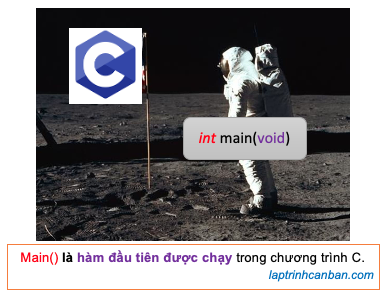 C
int main(void)
Main() là hàm đầu tiên được chạy trong chương trình C.
laptrinhcanban.com